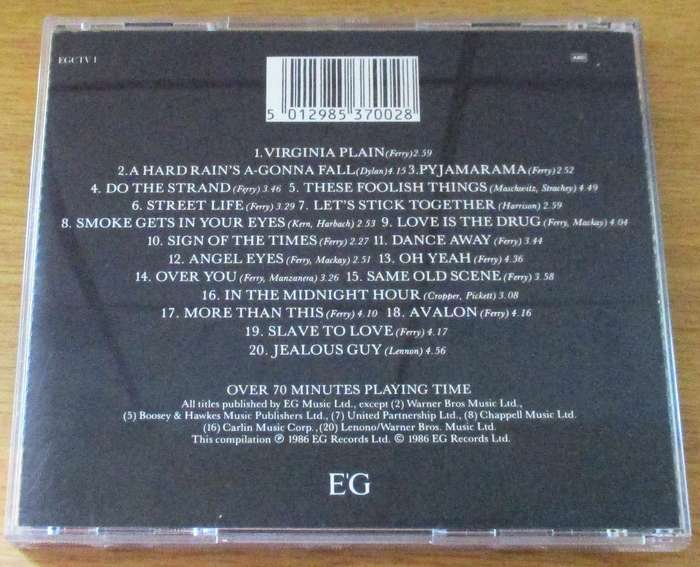 EGCTV 1
AAD
5 012985 370028
1.VIRGINIA PLAIN (Ferry) 2.59
2.A HARD RAIN'S A-GONNA FALL (Dylan) 4.15 3.PYJAMARAMA (Ferry) 2.52
4. DO THE STRAND (Ferry) 3.46 5. THESE FOOLISH THINGS (Maschwitz, Strachey) 4.49
6. STREET LIFE (Ferry) 3.29 7. LET'S STICK TOGETHER (Harrison) 2.59
8. SMOKE GETS IN YOUR EYES (Kern, Harbach) 2.53 9. LOVE IS THE DRUG (Ferry, Mackay) 4.04
10. SIGN OF THE TIMES (Ferry) 2.27 11. DANCE AWAY (Ferry) 3.44
12. ANGEL EYES (Ferry, Mackay) 2.51 13. OH YEAH (Ferry) 4.36
14. OVER YOU (Ferry, Manzanera) 3.26 15. SAME OLD SCENE (Ferry) 3.58
16. IN THE MIDNIGHT HOUR (Cropper, Pickett) 3.08
17. MORE THAN THIS (Ferry) 4.10 18. AVALON (Ferry) 4.16
19. SLAVE TO LOVE (Ferry) 4.17
20. JEALOUS GUY (Lennon) 4.56
OVER 70 MINUTES PLAYING TIME
All titles published by EG Music Ltd., except (2) Warner Bros Music Ltd.,
(5) Boosey & Hawkes Music Publishers Ltd., (7) United Partnership Ltd., (8) Chappell Music Ltd.
(16) Carlin Music Corp., (20) Lenono/Warner Bros. Music Ltd.
This compilation ℗ 1986 EG Records Ltd. © 1986 EG Records Ltd.
E'G